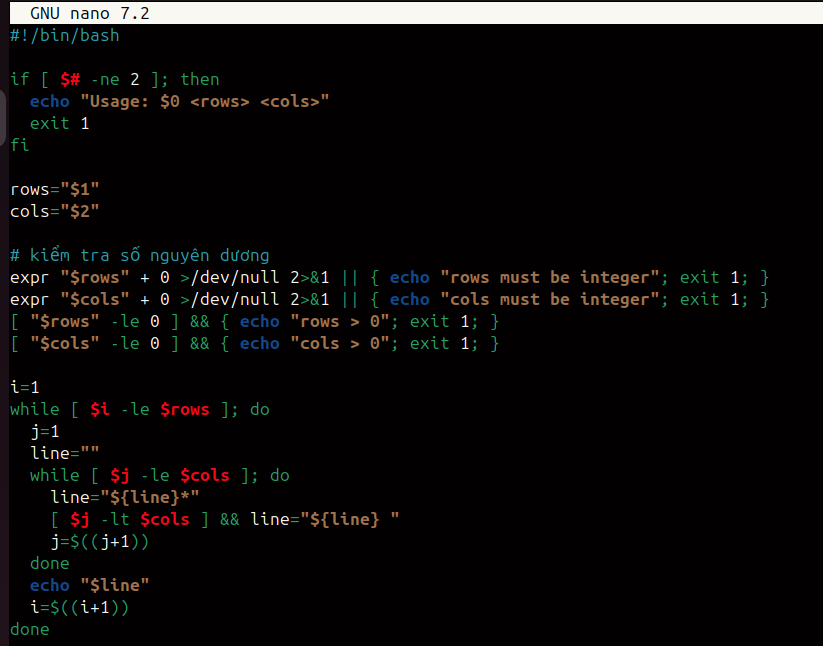 GNU nano 7.2
#!/bin/bash

if [ $# -ne 2 ]; then
  echo "Usage: $0 <rows> <cols>"
  exit 1
fi

rows="$1"
cols="$2"

# kiểm tra số nguyên dương
expr "$rows" + 0 >/dev/null 2>&1 || { echo "rows must be integer"; exit 1; }
expr "$cols" + 0 >/dev/null 2>&1 || { echo "cols must be integer"; exit 1; }
[ "$rows" -le 0 ] && { echo "rows > 0"; exit 1; }
[ "$cols" -le 0 ] && { echo "cols > 0"; exit 1; }

i=1
while [ $i -le $rows ]; do
  j=1
  line=""
  while [ $j -le $cols ]; do
    line="${line}*"
    [ $j -lt $cols ] && line="${line} "
    j=$((j+1))
  done
  echo "$line"
  i=$((i+1))
done